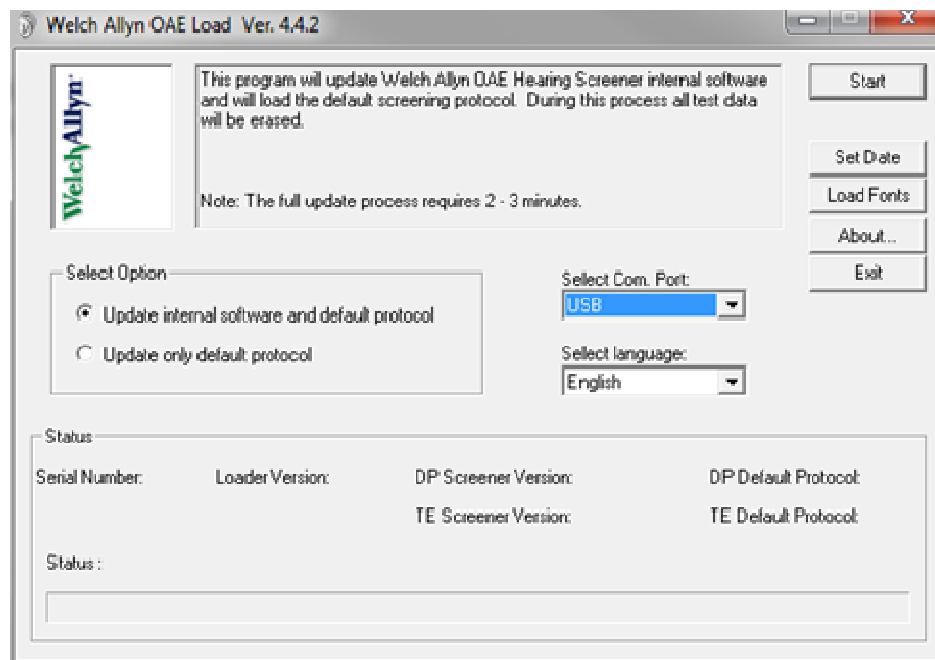 Welch Allyn OAE Load Ver. 4.4.2
WelchAllyn
This program will update Welch Allyn OAE Hearing Screener internal software
and will load the default screening protocol. During this process all test data
will be erased.
Note: The full update process requires 2 - 3 minutes.
Start
Set Date
Load Fonts
About...
Exit
Select Option
Update internal software and default protocol
Update only default protocol
Select Com. Port:
USB
Select language:
English
Status
Serial Number: Loader Version: DP Screener Version: DP Default Protocol:
TE Screener Version: TE Default Protocol:
Status :